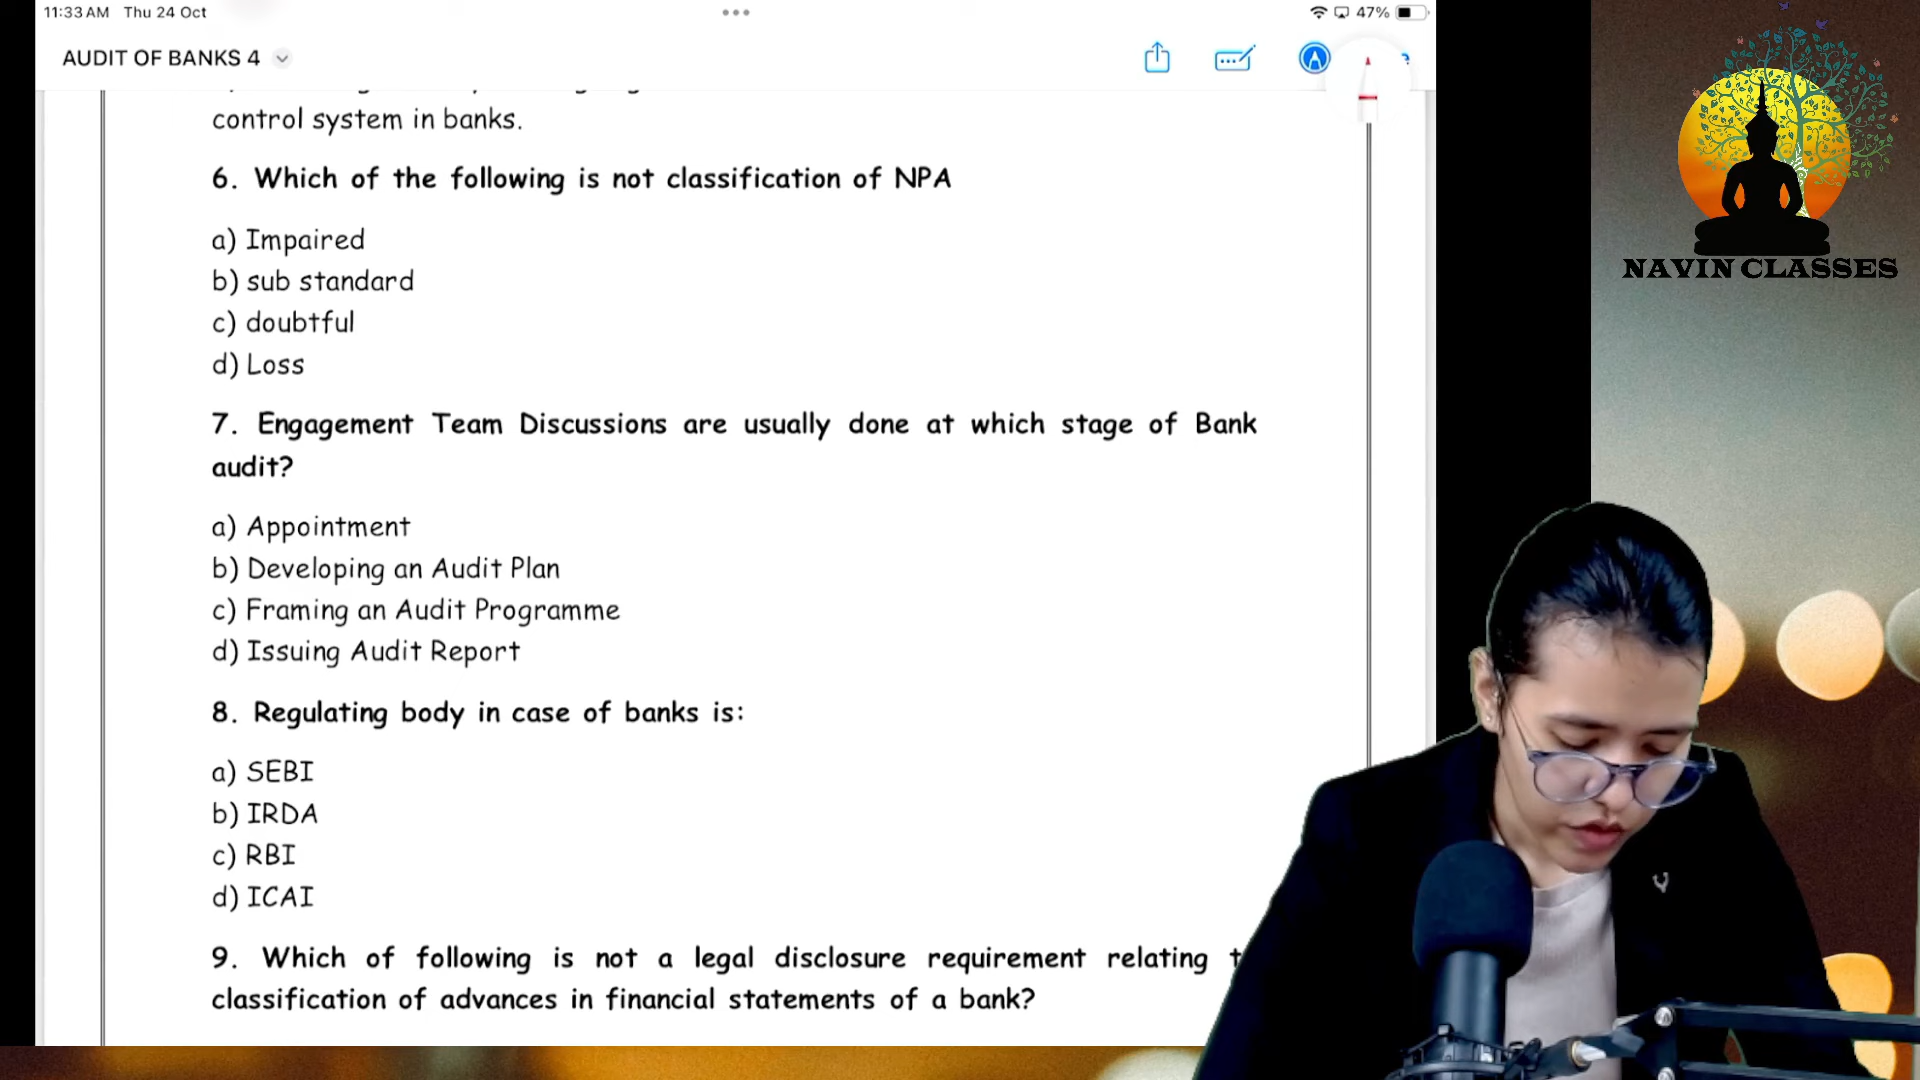 11:33 AM Thu 24 Oct
47%
AUDIT OF BANKS 4
control system in banks.
6. Which of the following is not classification of NPA
a) Impaired
b) sub standard
c) doubtful
d) Loss
7. Engagement Team Discussions are usually done at which stage of Bank
audit?
a) Appointment
b) Developing an Audit Plan
c) Framing an Audit Programme
d) Issuing Audit Report
8. Regulating body in case of banks is:
a) SEBI
b) IRDA
c) RBI
d) ICAI
9. Which of following is not a legal disclosure requirement relating
classification of advances in financial statements of a bank?
NAVIN CLASSES